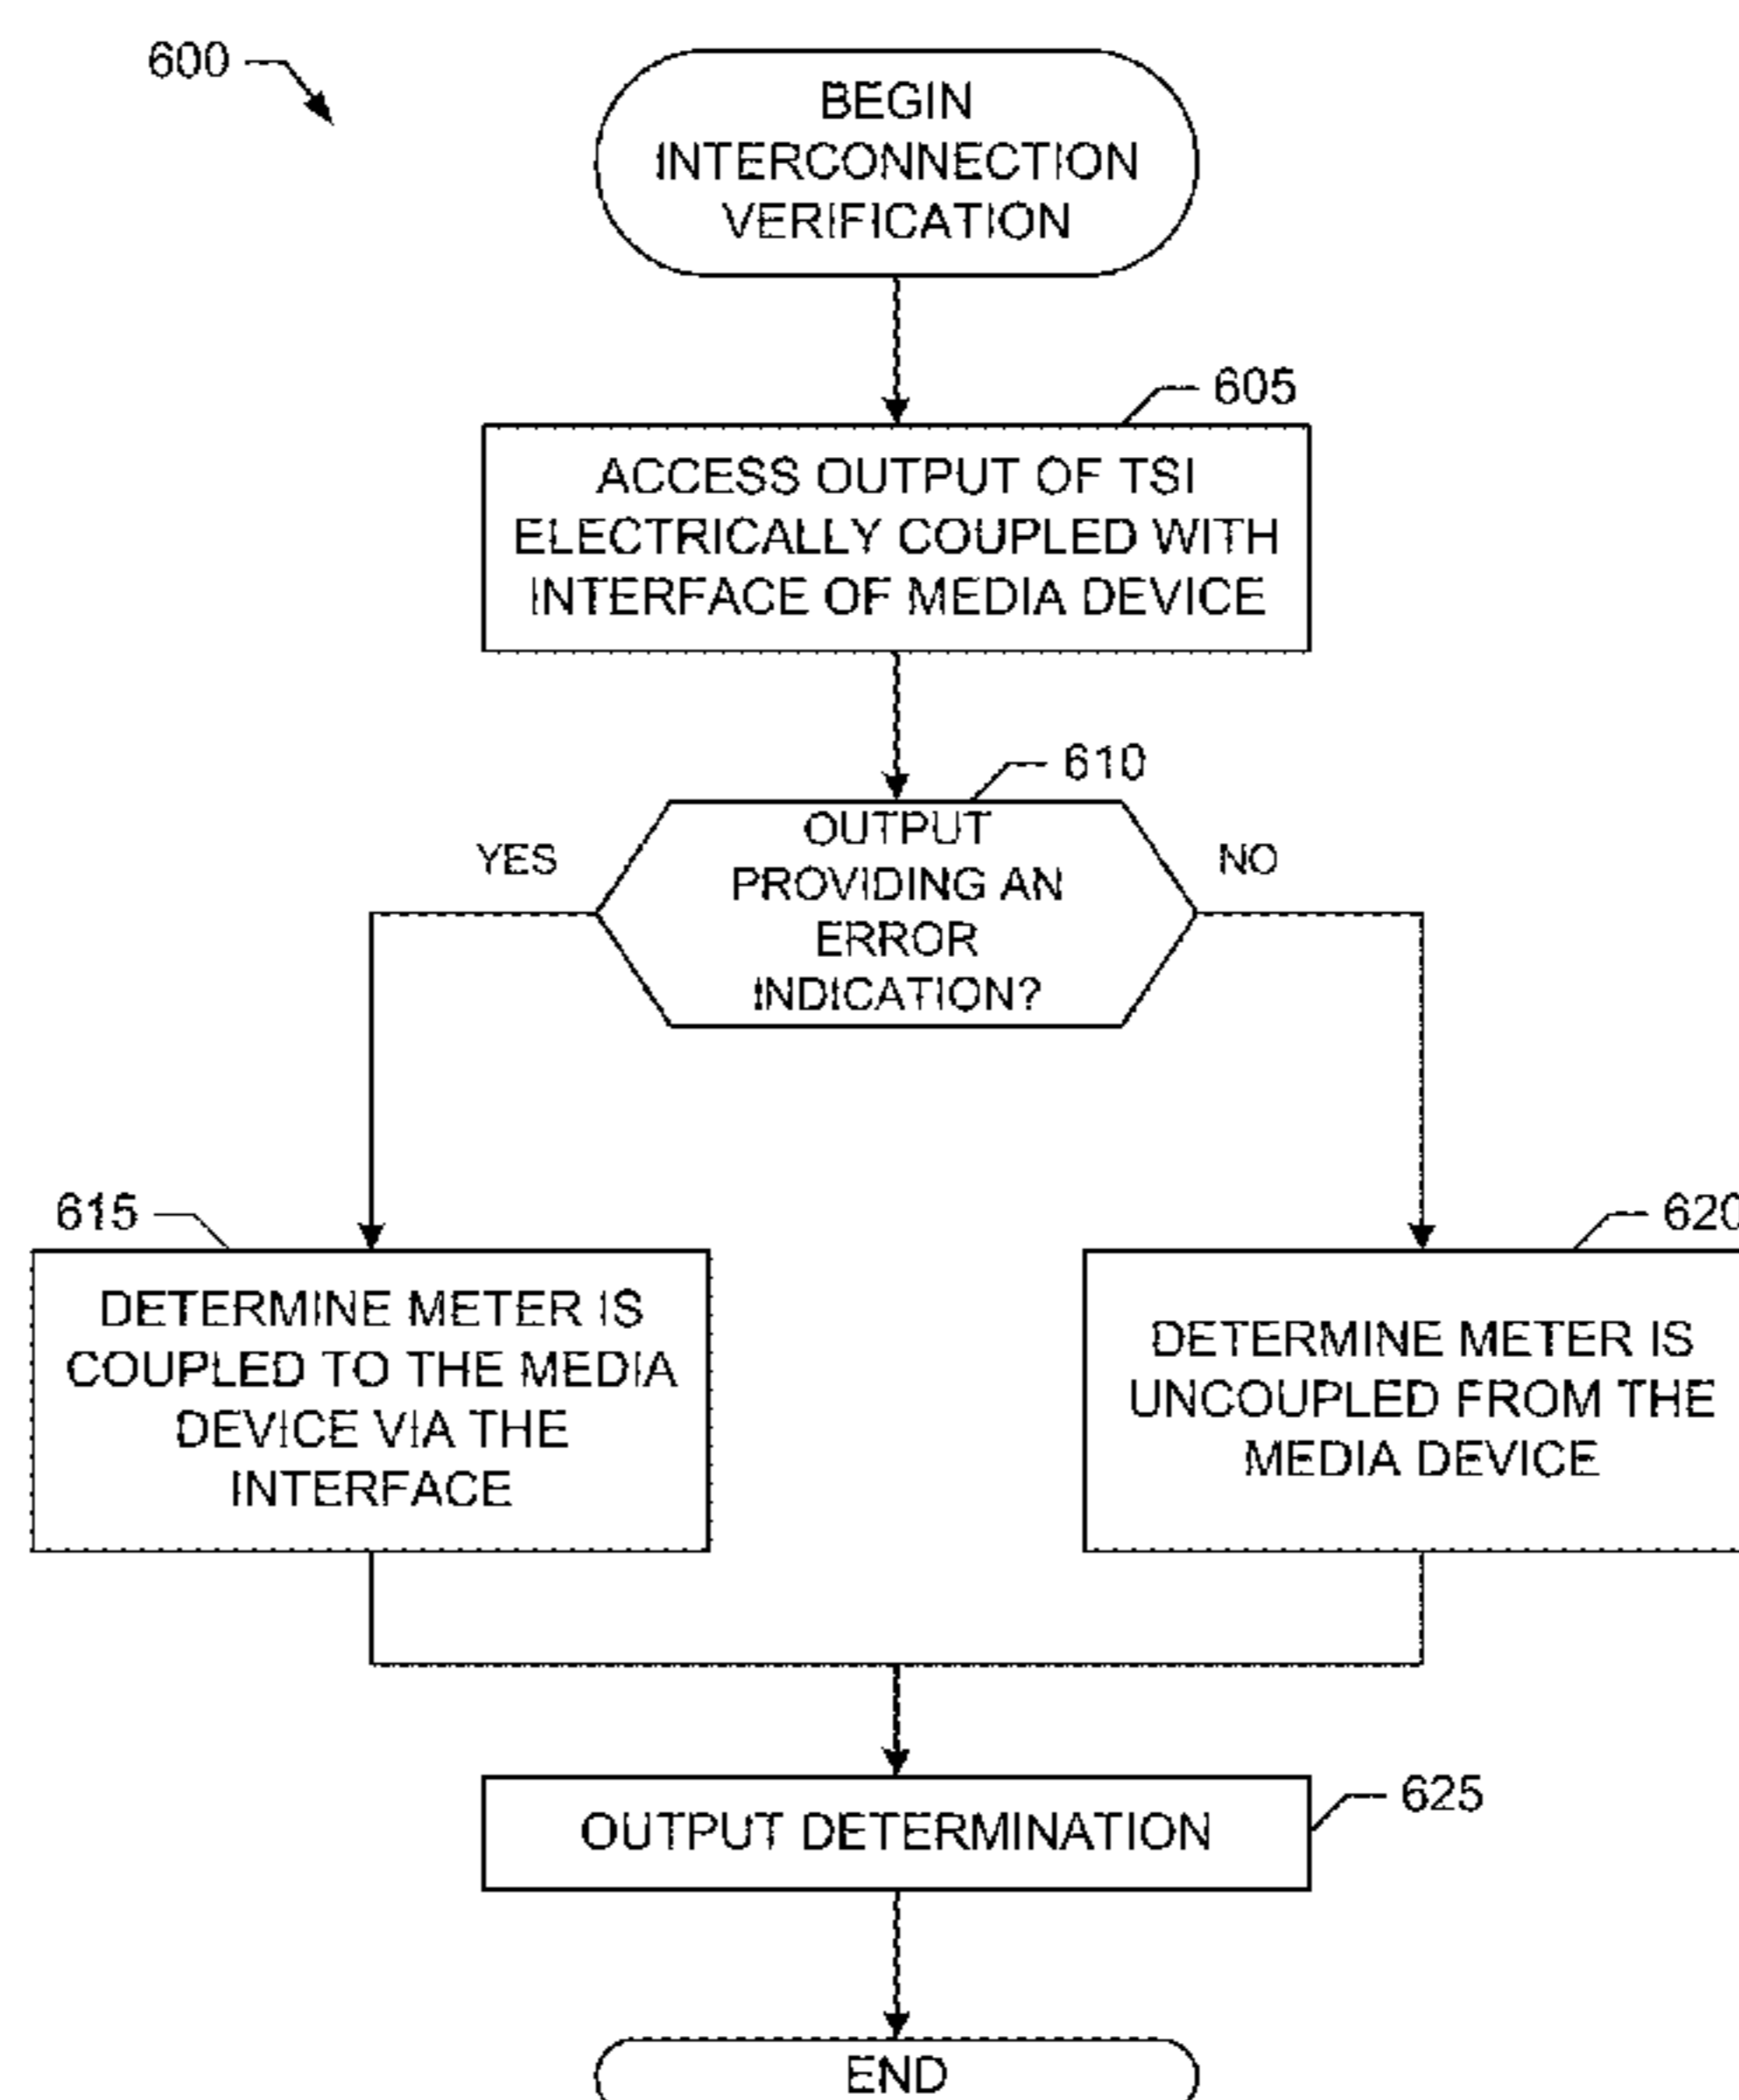 600
BEGIN
INTERCONNECTION
VERIFICATION
605
ACCESS OUTPUT OF TSI
ELECTRICALLY COUPLED WITH
INTERFACE OF MEDIA DEVICE
610
OUTPUT
PROVIDING AN
ERROR
INDICATION?
YES
NO
615
DETERMINE METER IS
COUPLED TO THE MEDIA
DEVICE VIA THE
INTERFACE
620
DETERMINE METER IS
UNCOUPLED FROM THE
MEDIA DEVICE
625
OUTPUT DETERMINATION
END